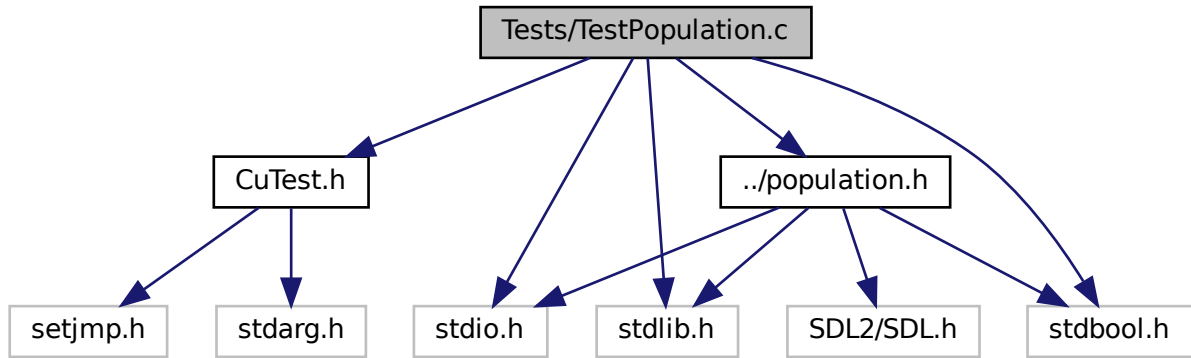 Tests/TestPopulation.c
CuTest.h
../population.h
setjmp.h
stdarg.h
stdio.h
stdlib.h
SDL2/SDL.h
stdbool.h